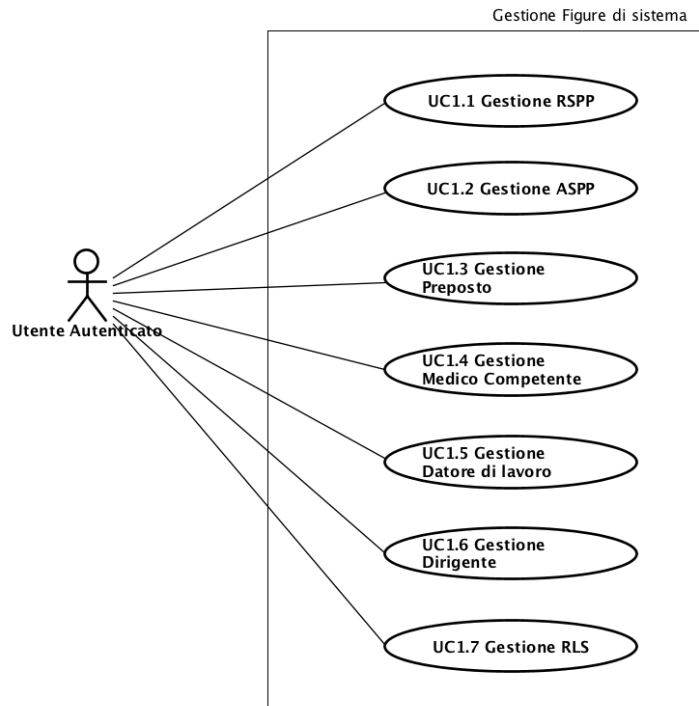 Gestione Figure di sistema
UC1.1 Gestione RSPP
UC1.2 Gestione ASPP
UC1.3 Gestione
Preposto
Utente Autenticato
UC1.4 Gestione
Medico Competente
UC1.5 Gestione
Datore di lavoro
UC1.6 Gestione
Dirigente
UC1.7 Gestione RLS